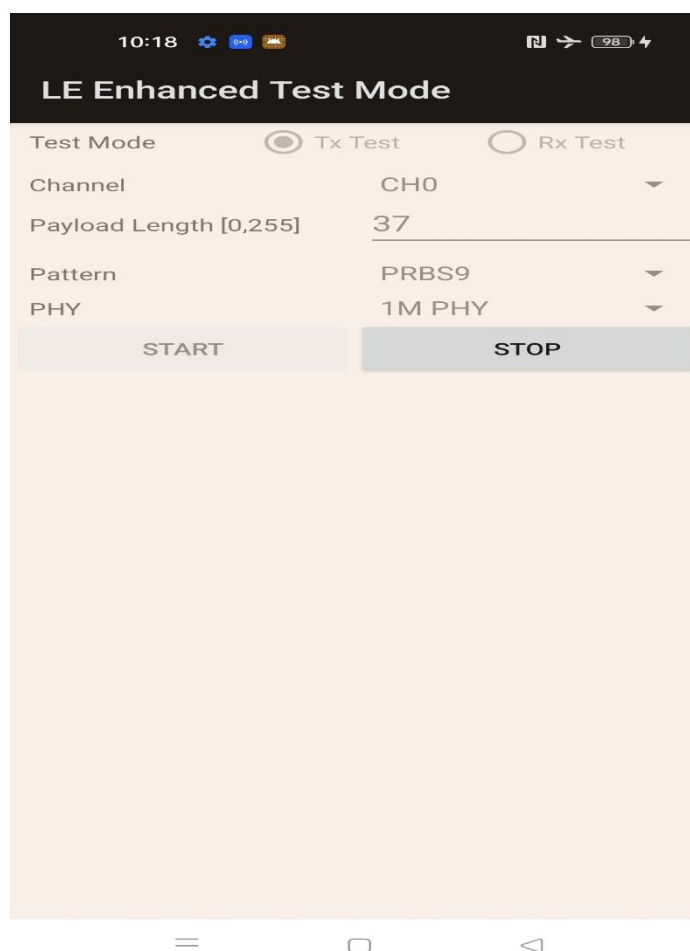 10:18 98
LE Enhanced Test Mode
Test Mode Tx Test Rx Test
Channel CH0
Payload Length [0,255] 37
Pattern PRBS9
PHY 1M PHY
START STOP